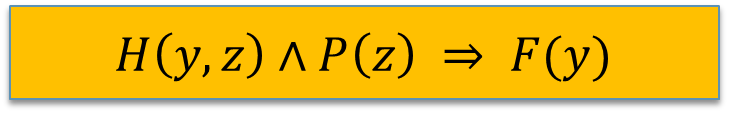 H(y, z) ∧ P(z) ⇒ F(y)